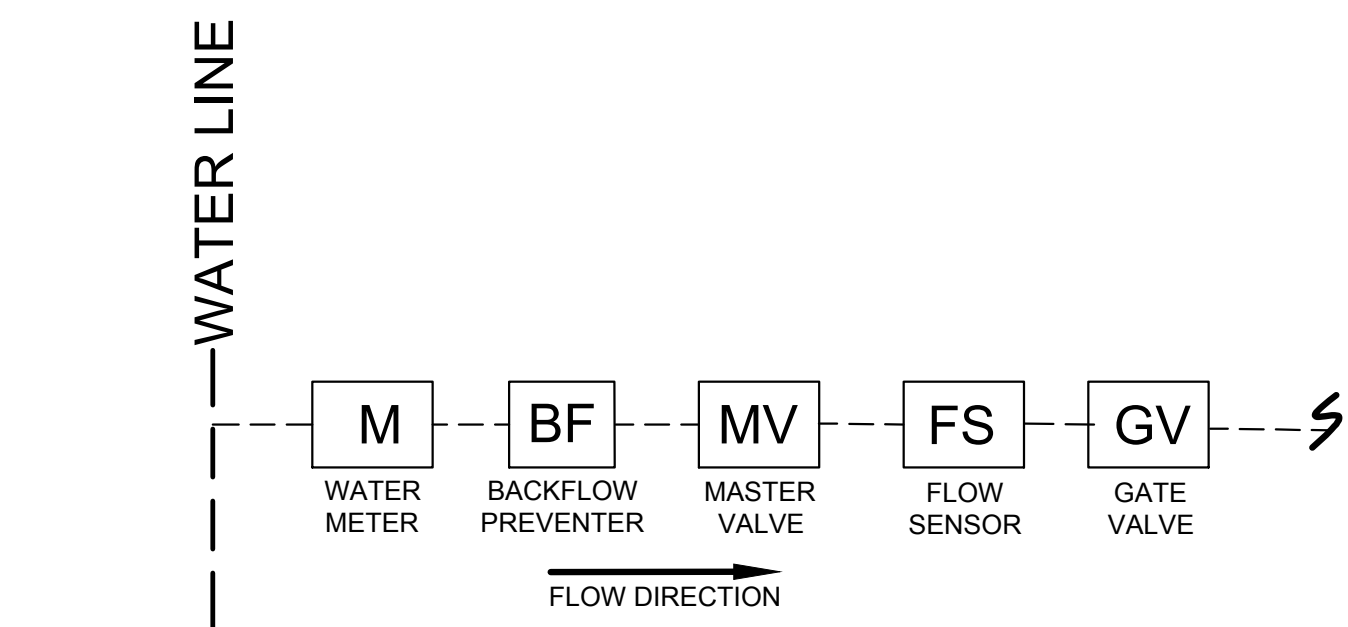 WATER LINE
M
BF
MV
FS
GV
WATER
METER
BACKFLOW
PREVENTER
MASTER
VALVE
FLOW
SENSOR
GATE
VALVE
FLOW DIRECTION